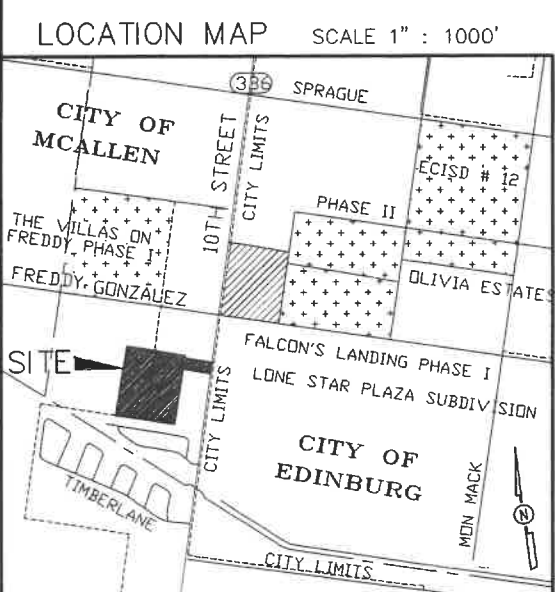 LOCATION MAP SCALE 1" : 1000'
336 SPRAGUE
CITY OF
MCALLEN
10TH STREET
CITY LIMITS
ECISD # 12
PHASE II
THE VILLAS ON
FREDDY PHASE I
FREDDY GONZALEZ
OLIVIA ESTATES
SITE
FALCON'S LANDING PHASE I
LONE STAR PLAZA SUBDIVISION
CITY LIMITS
CITY OF
EDINBURG
TIMBERLANE
MON MACK
N
CITY LIMITS